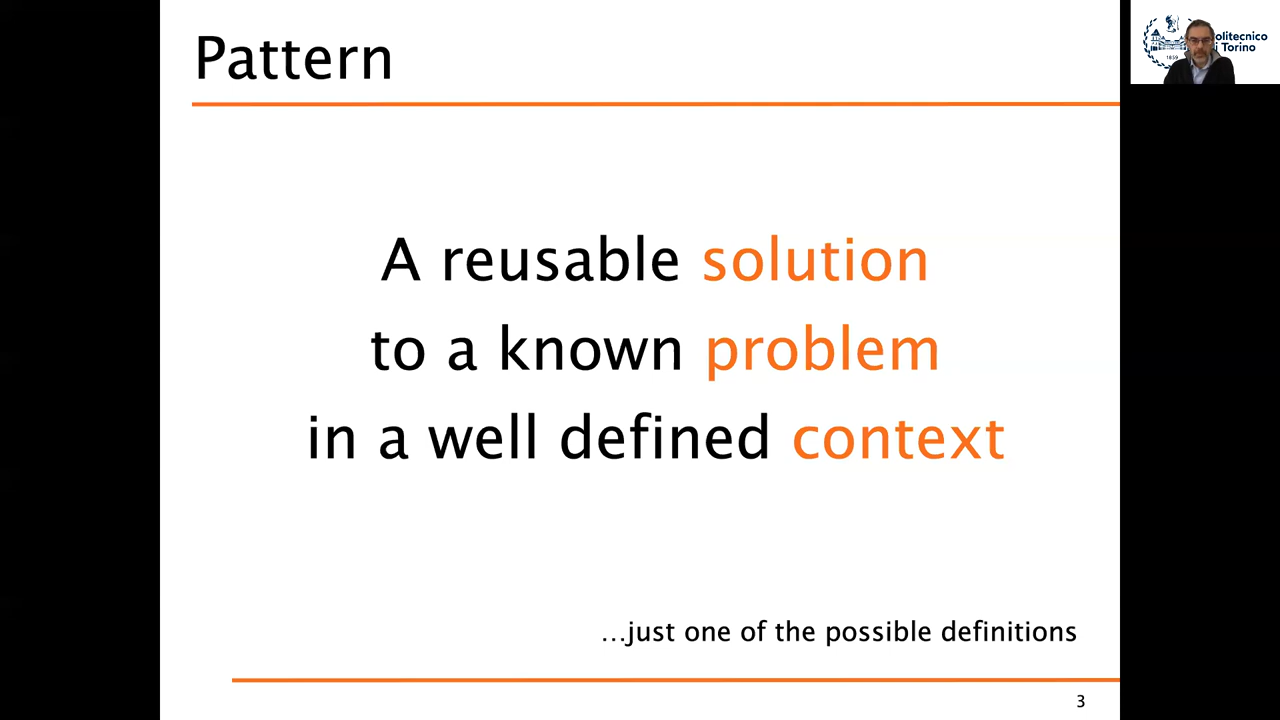 Pattern
A reusable solution
to a known problem
in a well defined context
...just one of the possible definitions
3
olitecnico
i Torino
1859